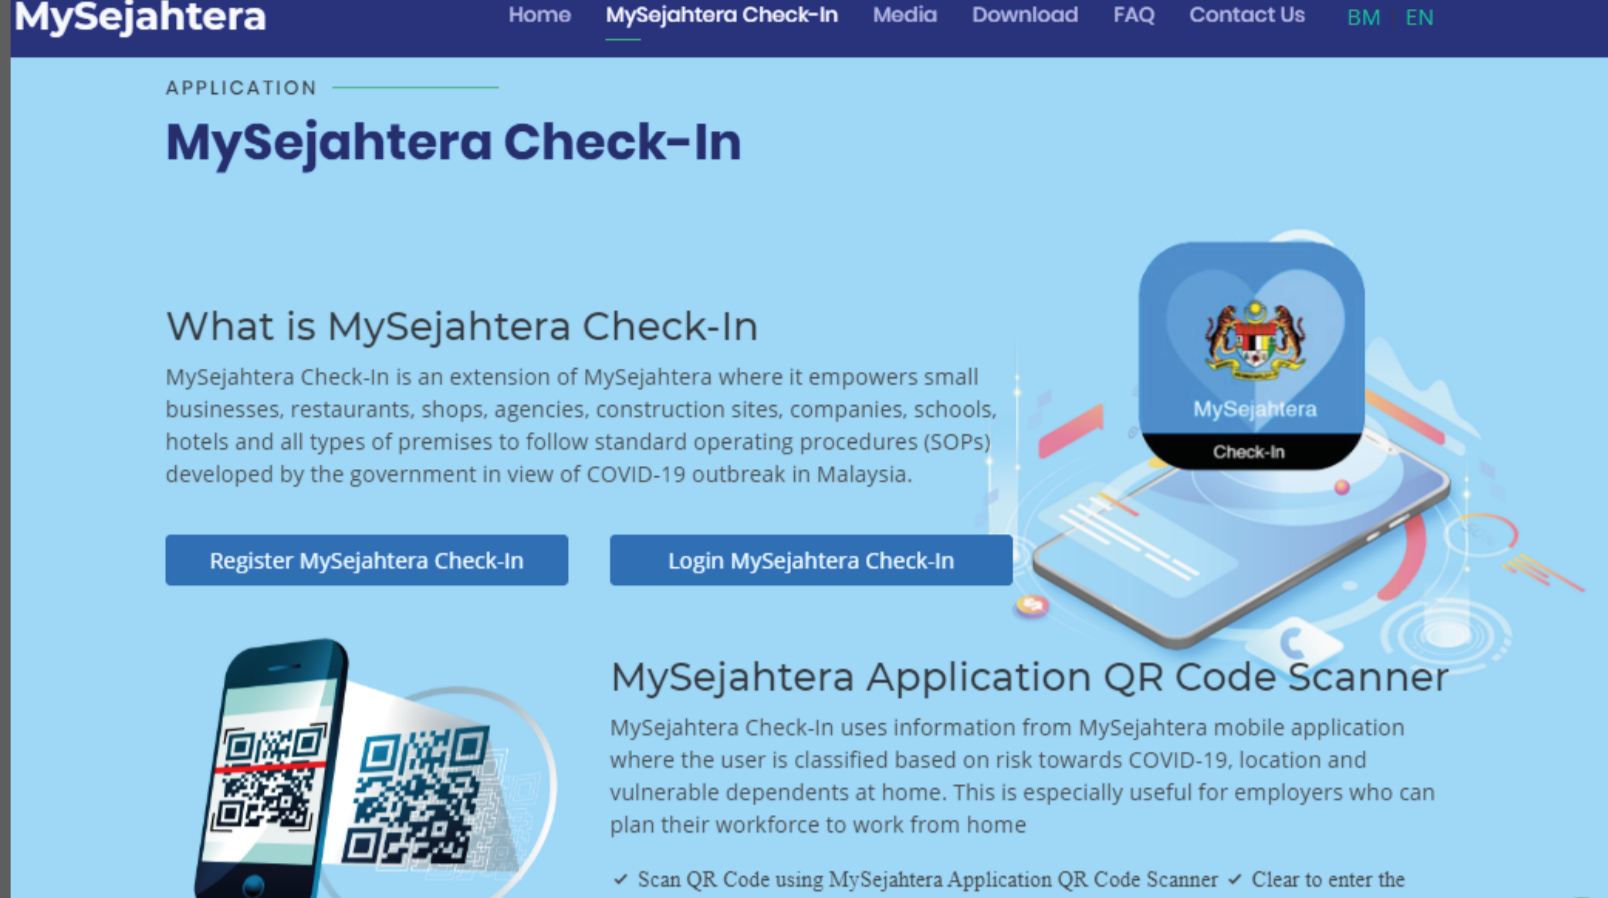 MySejahtera
Home MySejahtera Check-In Media Download FAQ Contact Us BM EN
APPLICATION
MySejahtera Check-In
What is MySejahtera Check-In
MySejahtera Check-In is an extension of MySejahtera where it empowers small
businesses, restaurants, shops, agencies, construction sites, companies, schools,
hotels and all types of premises to follow standard operating procedures (SOPs)
developed by the government in view of COVID-19 outbreak in Malaysia.
Register MySejahtera Check-In
Login MySejahtera Check-In
MySejahtera
Check-In
MySejahtera Application QR Code Scanner
MySejahtera Check-In uses information from MySejahtera mobile application
where the user is classified based on risk towards COVID-19, location and
vulnerable dependents at home. This is especially useful for employers who can
plan their workforce to work from home
✓ Scan QR Code using MySejahtera Application QR Code Scanner ✓ Clear to enter the